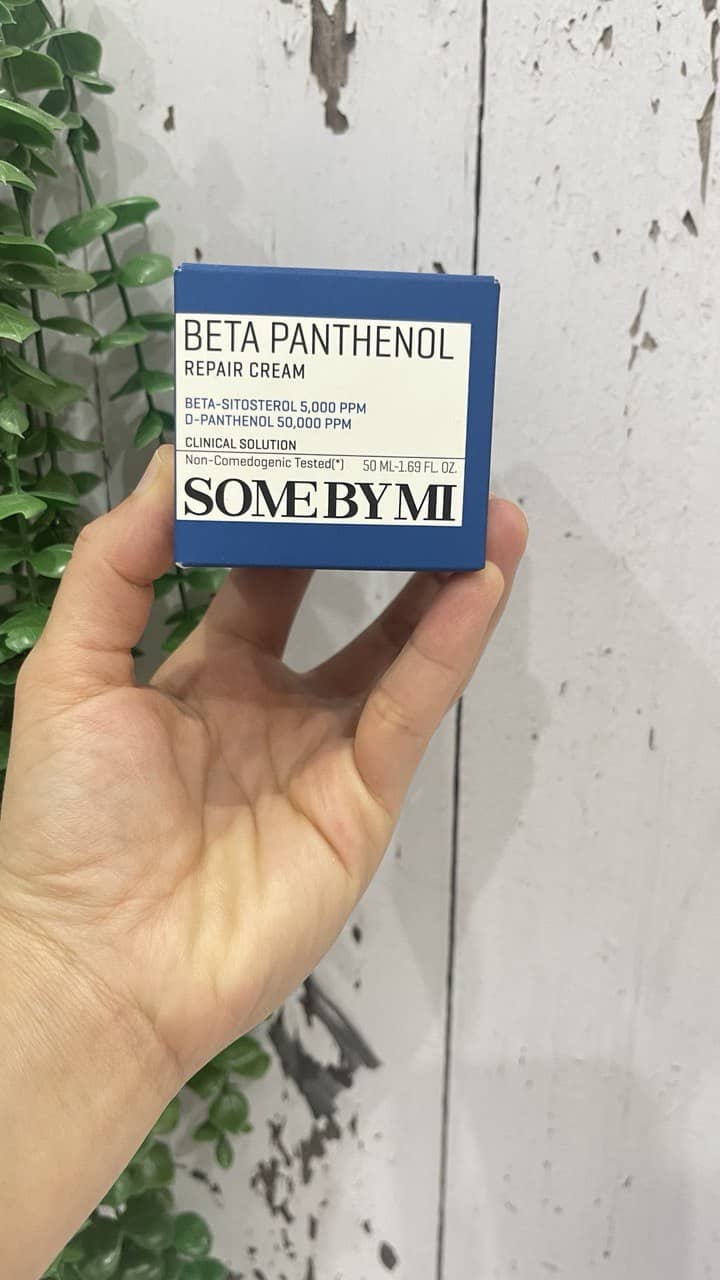 BETA PANTHENOL
REPAIR CREAM
BETA-SITOSTEROL 5,000 PPM
D-PANTHENOL 50,000 PPM
CLINICAL SOLUTION
Non-Comedogenic Tested(*) 50 ML-1.69 FL. OZ.
SOME BY MI